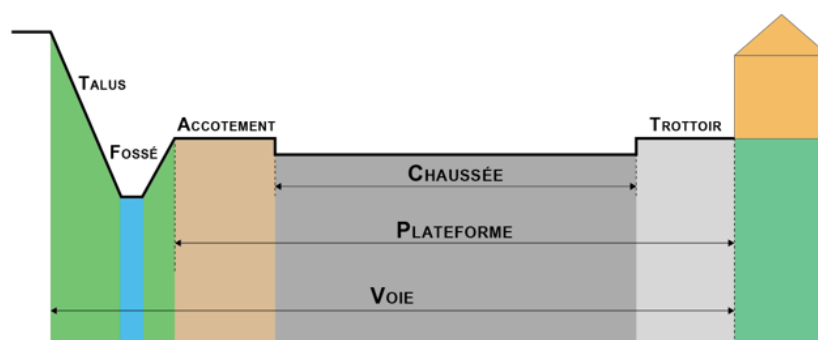 TALUS
FOSSÉ
ACCOTEMENT
TROTTOIR
CHAUSSÉE
PLATEFORME
VOIE